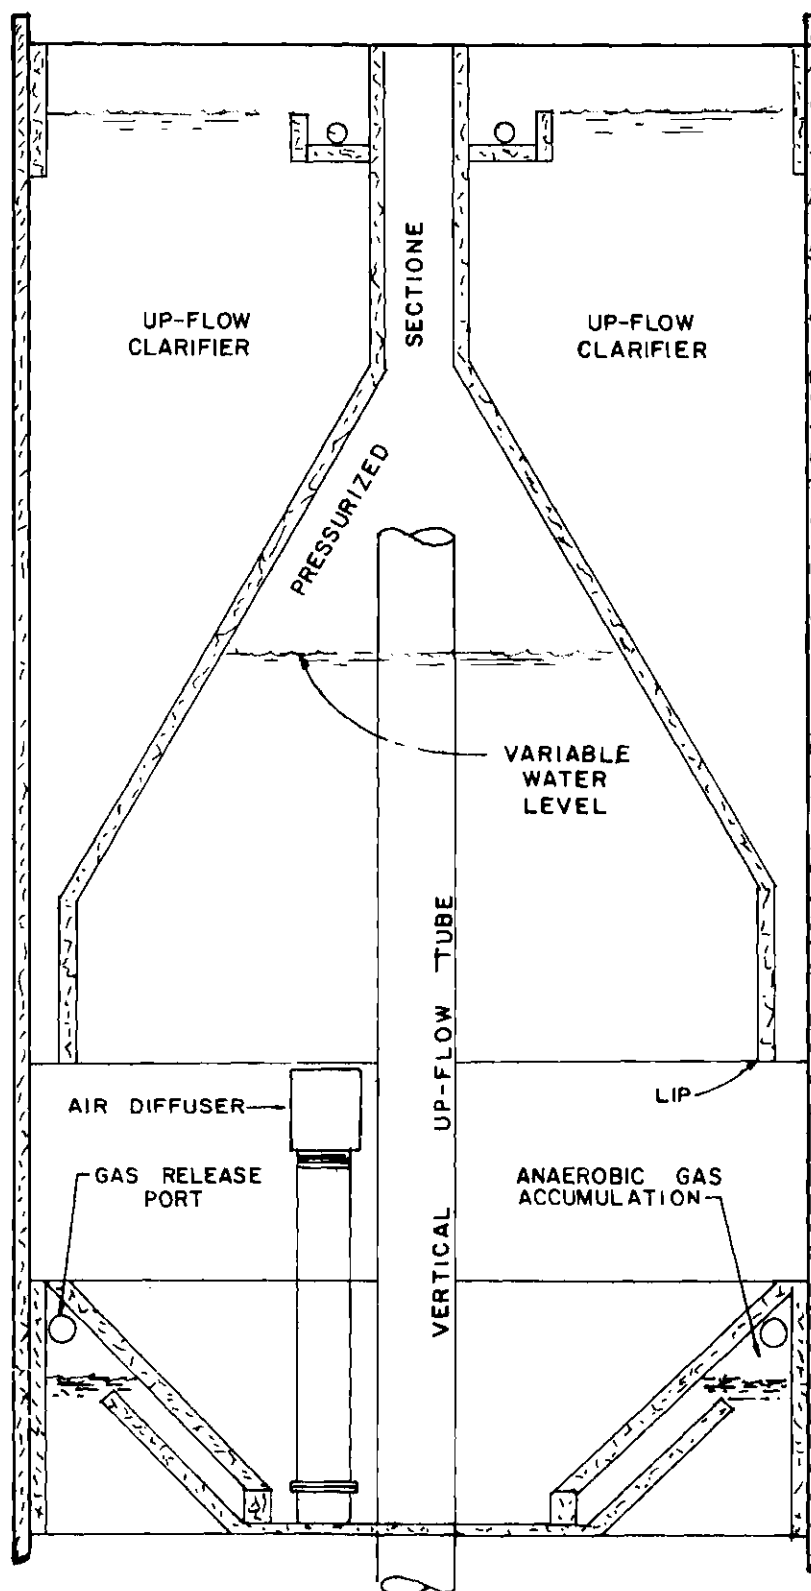 SECTIONE
UP-FLOW
CLARIFIER
UP-FLOW
CLARIFIER
PRESSURIZED
VARIABLE
WATER
LEVEL
VERTICAL UP-FLOW TUBE
LIP
AIR DIFFUSER
GAS RELEASE
PORT
ANAEROBIC GAS
ACCUMULATION